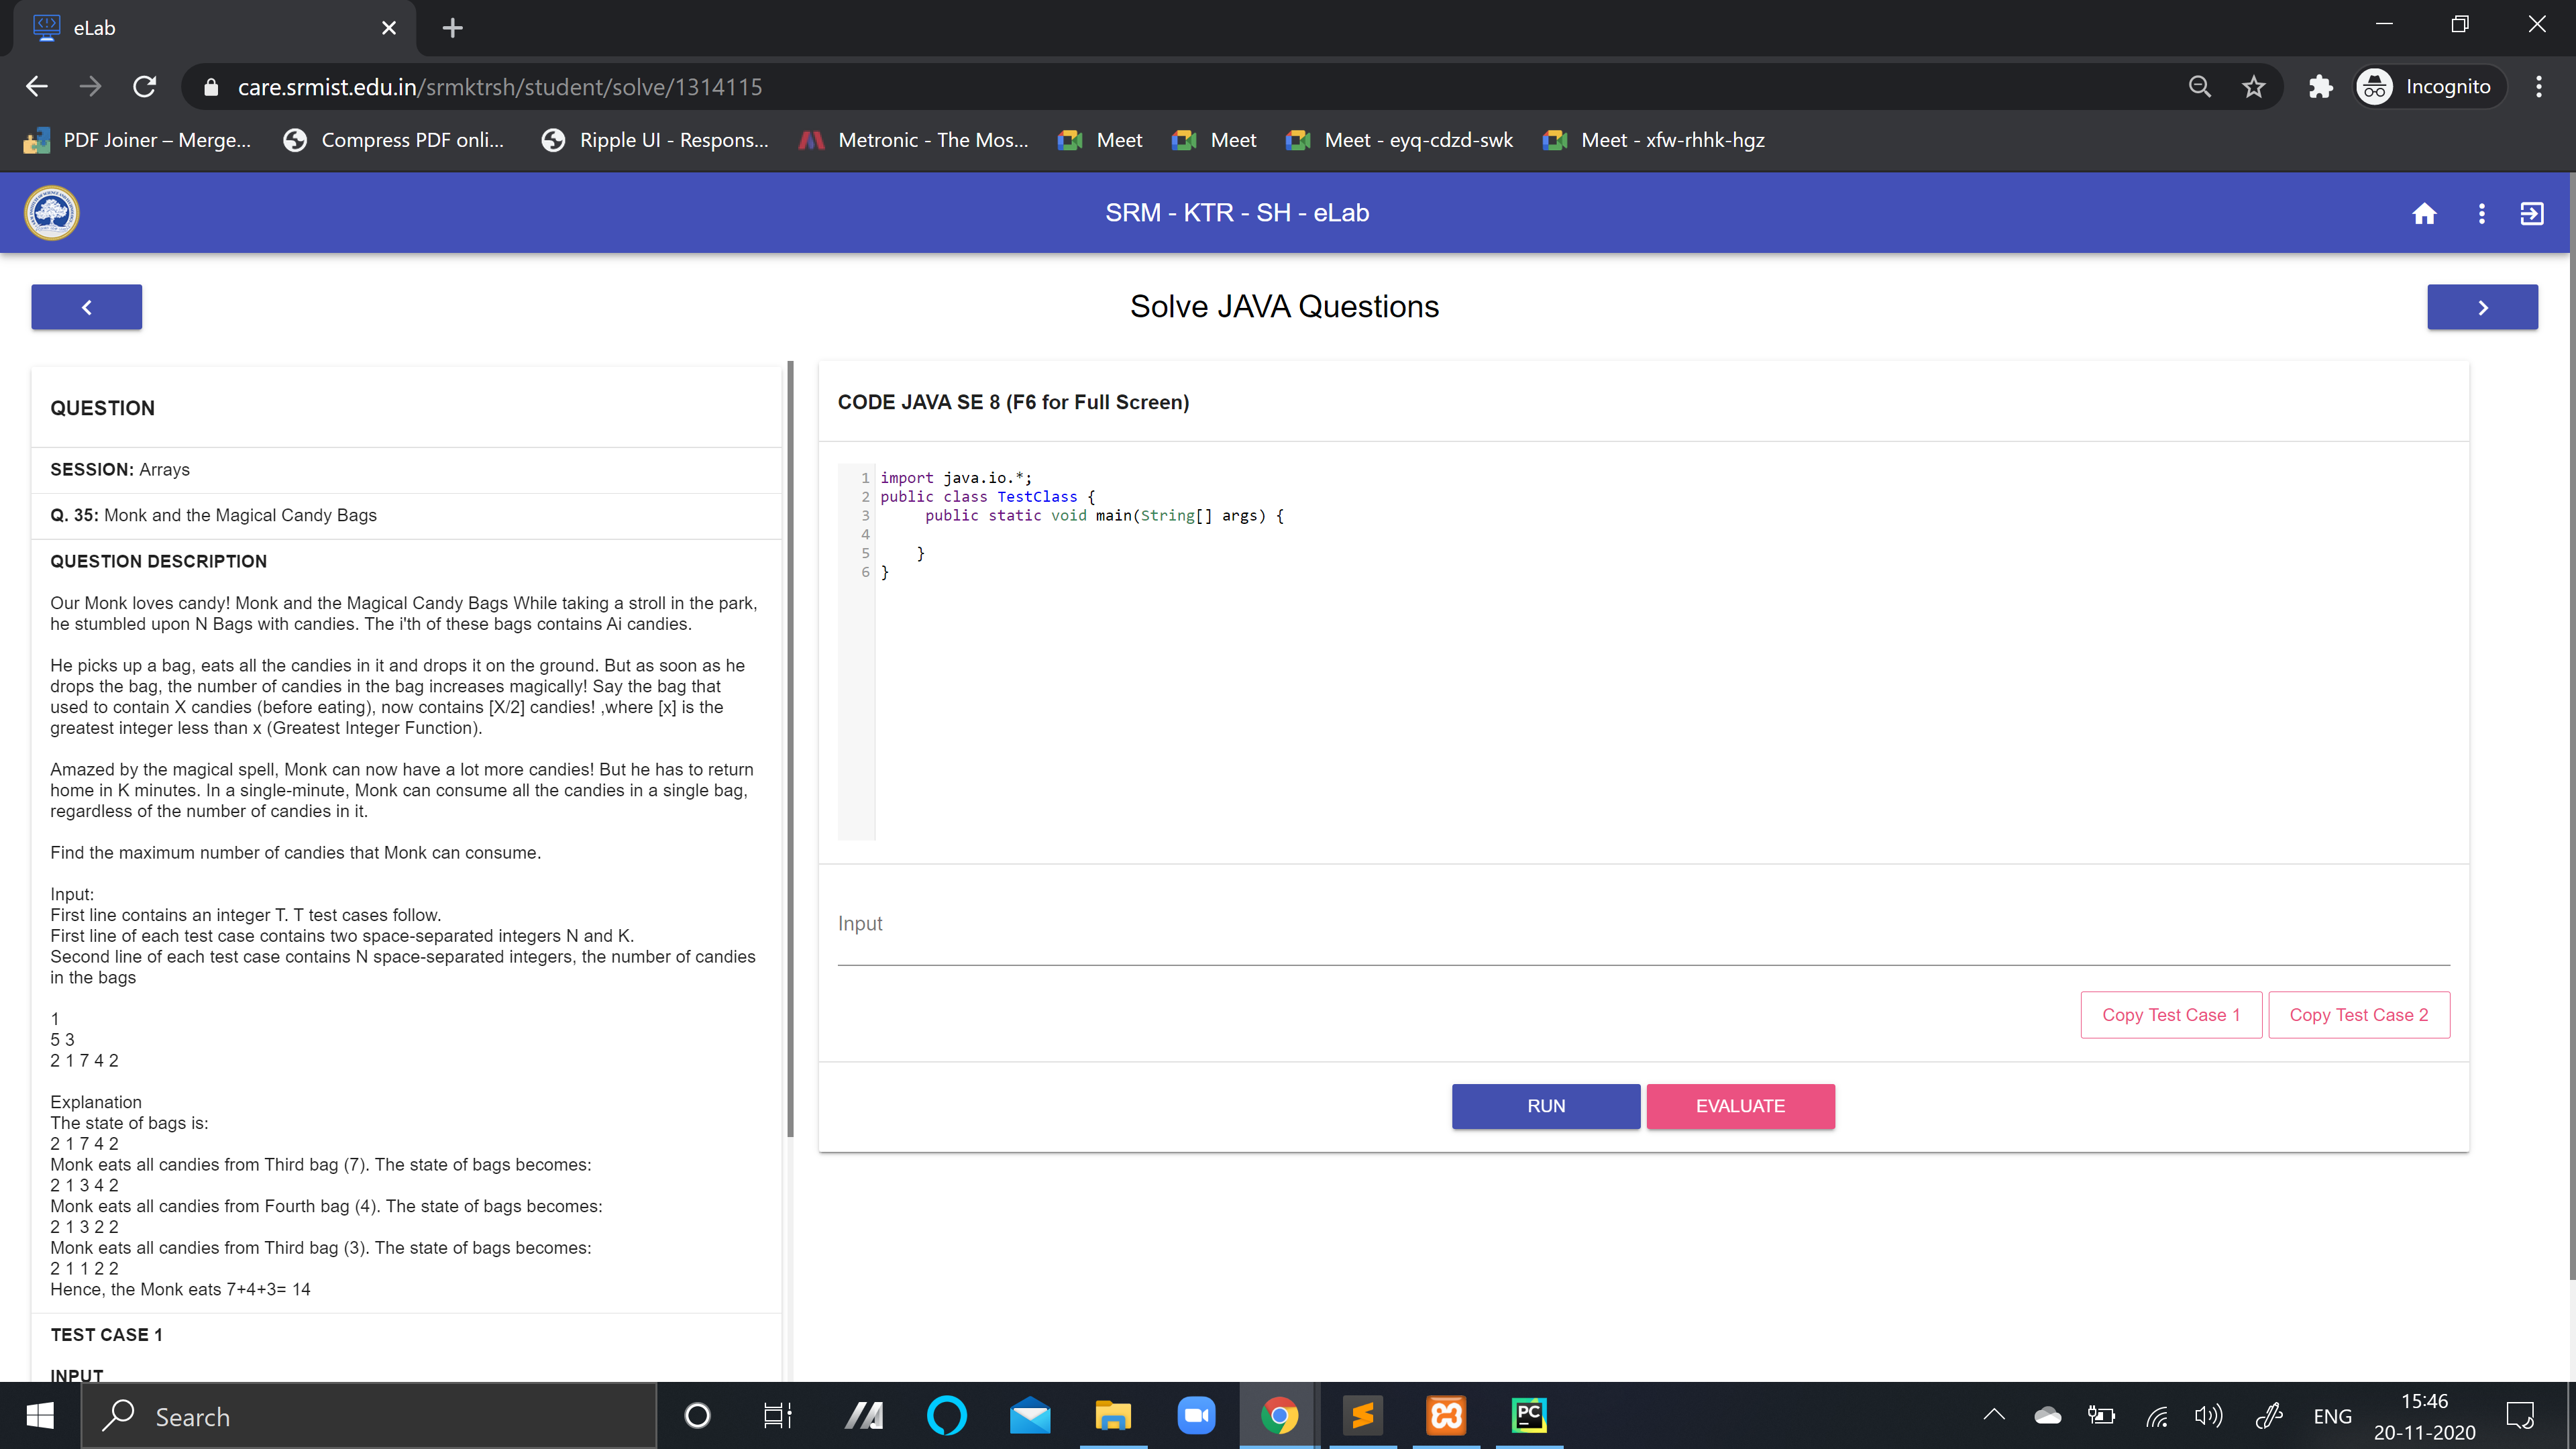 eLab
care.srmist.edu.in/srmktrsh/student/solve/1314115
Incognito
PDF Joiner – Merge...
Compress PDF onli...
Ripple UI - Respons...
Metronic - The Mos...
Meet
Meet
Meet - eyq-cdzd-swk
Meet - xfw-rhhk-hgz
SRM - KTR - SH - eLab
Solve JAVA Questions
QUESTION
SESSION: Arrays
Q. 35: Monk and the Magical Candy Bags
QUESTION DESCRIPTION
Our Monk loves candy! Monk and the Magical Candy Bags While taking a stroll in the park,
he stumbled upon N Bags with candies. The i'th of these bags contains Ai candies.
He picks up a bag, eats all the candies in it and drops it on the ground. But as soon as he
drops the bag, the number of candies in the bag increases magically! Say the bag that
used to contain X candies (before eating), now contains [X/2] candies! ,where [x] is the
greatest integer less than x (Greatest Integer Function).
Amazed by the magical spell, Monk can now have a lot more candies! But he has to return
home in K minutes. In a single-minute, Monk can consume all the candies in a single bag,
regardless of the number of candies in it.
Find the maximum number of candies that Monk can consume.
Input:
First line contains an integer T. T test cases follow.
First line of each test case contains two space-separated integers N and K.
Second line of each test case contains N space-separated integers, the number of candies
in the bags
1
5 3
2 1 7 4 2
Explanation
The state of bags is:
2 1 7 4 2
Monk eats all candies from Third bag (7). The state of bags becomes:
2 1 3 4 2
Monk eats all candies from Fourth bag (4). The state of bags becomes:
2 1 3 2 2
Monk eats all candies from Third bag (3). The state of bags becomes:
2 1 1 2 2
Hence, the Monk eats 7+4+3= 14
TEST CASE 1
INPUT
CODE JAVA SE 8 (F6 for Full Screen)
1 import java.io.*;
2 public class TestClass {
3 public static void main(String[] args) {
4
5 }
6 }
Input
Copy Test Case 1
Copy Test Case 2
RUN
EVALUATE
Search
PC
ENG
15:46
20-11-2020